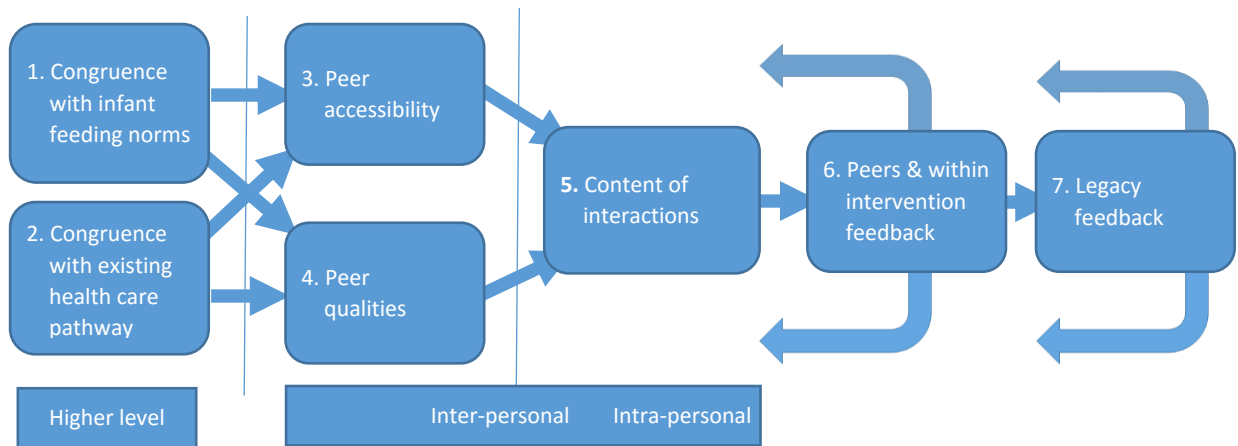 1. Congruence
with infant
feeding norms
2. Congruence
with existing
health care
pathway
3. Peer
accessibility
4. Peer
qualities
5. Content of
interactions
6. Peers & within
intervention
feedback
7. Legacy
feedback
Higher level
Inter-personal
Intra-personal